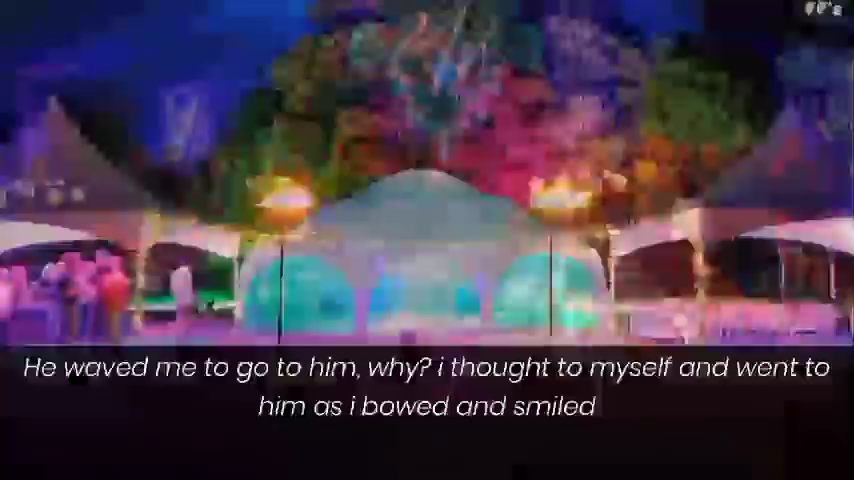 He waved me to go to him, why? i thought to myself and went to
him as i bowed and smiled